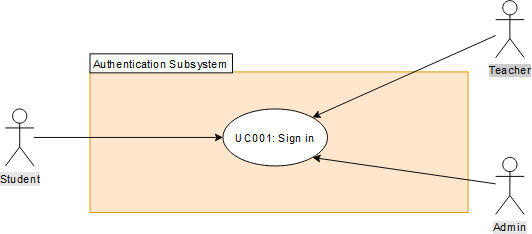 Teacher
Authentication Subsystem
UC001: Sign in
Student
Admin